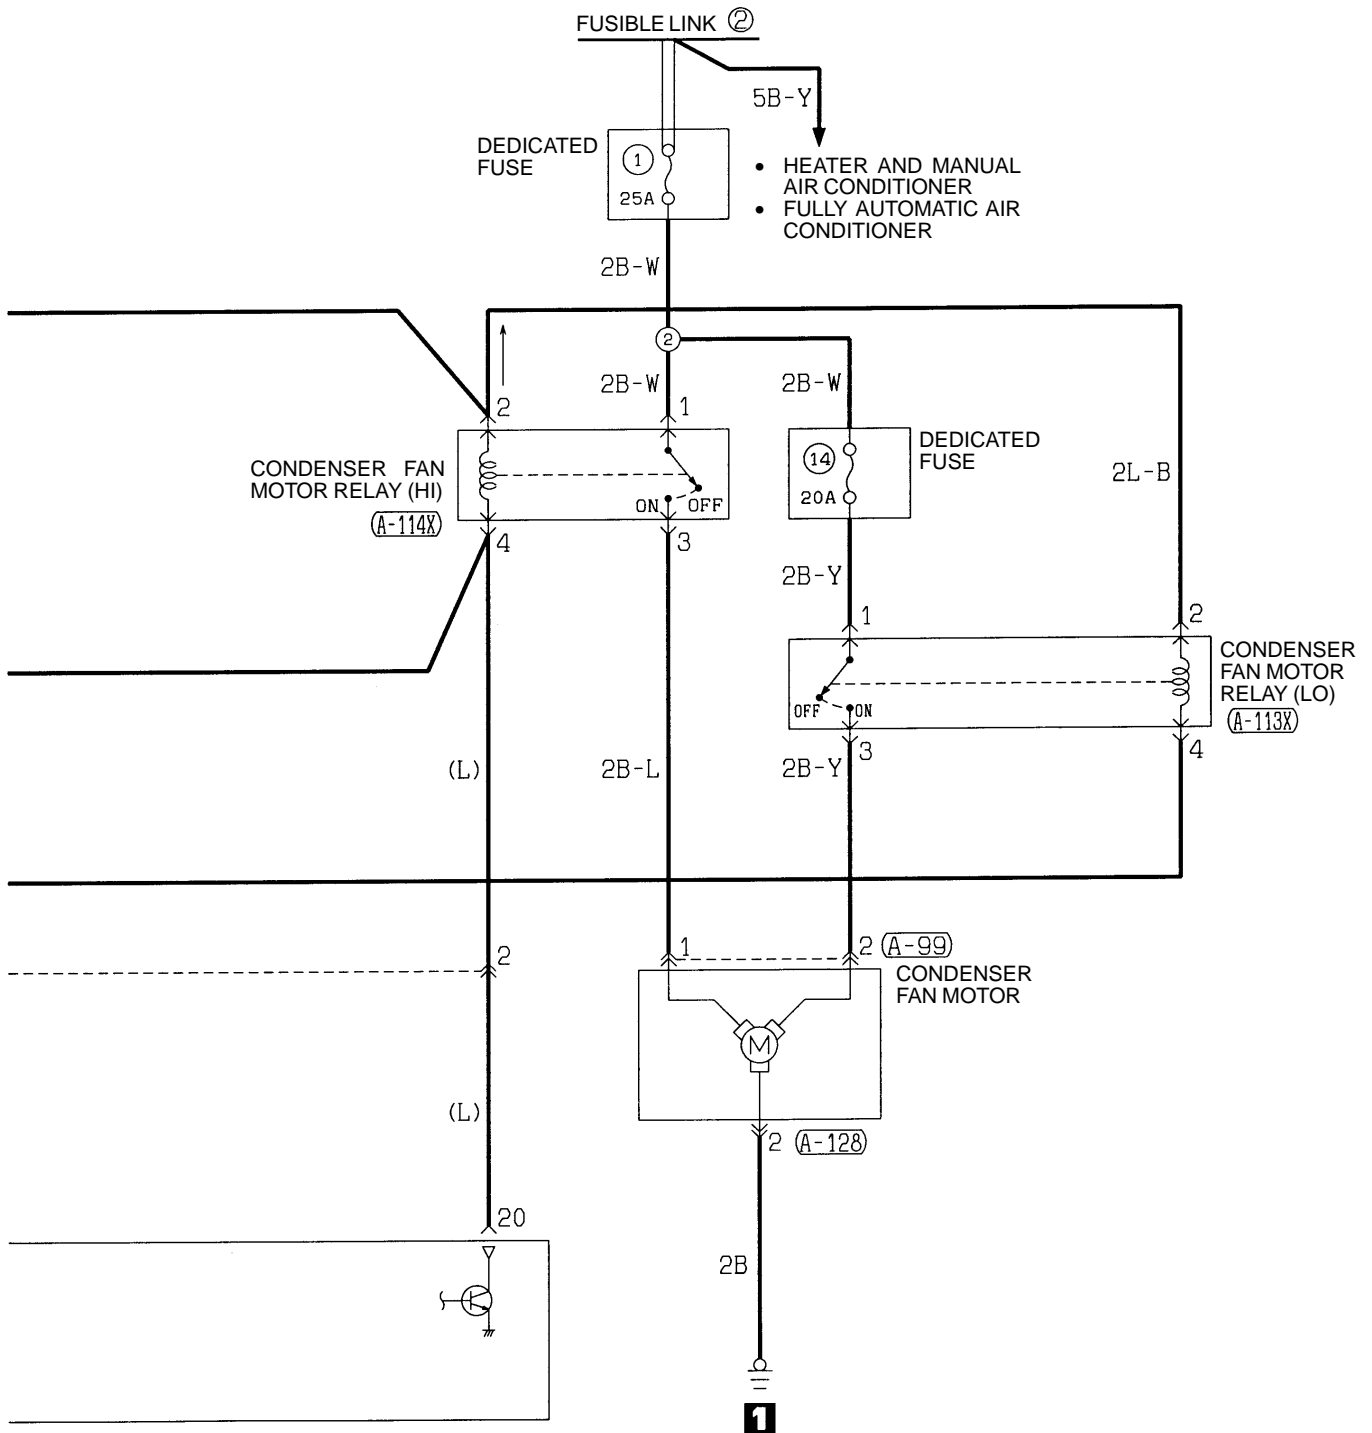 FUSIBLE LINK ②
5B-Y
DEDICATED
FUSE
1
25A
• HEATER AND MANUAL
AIR CONDITIONER
• FULLY AUTOMATIC AIR
CONDITIONER
2B-W
2
2B-W
2B-W
2
1
CONDENSER FAN
MOTOR RELAY (HI)
A-114X
ON
OFF
14
20A
DEDICATED
FUSE
2L-B
4
3
2B-Y
1
2
OFF
ON
CONDENSER
FAN MOTOR
RELAY (LO)
A-113X
3
4
(L)
2B-L
2B-Y
2
1
2
A-99
CONDENSER
FAN MOTOR
M
(L)
2
A-128
20
2B
1